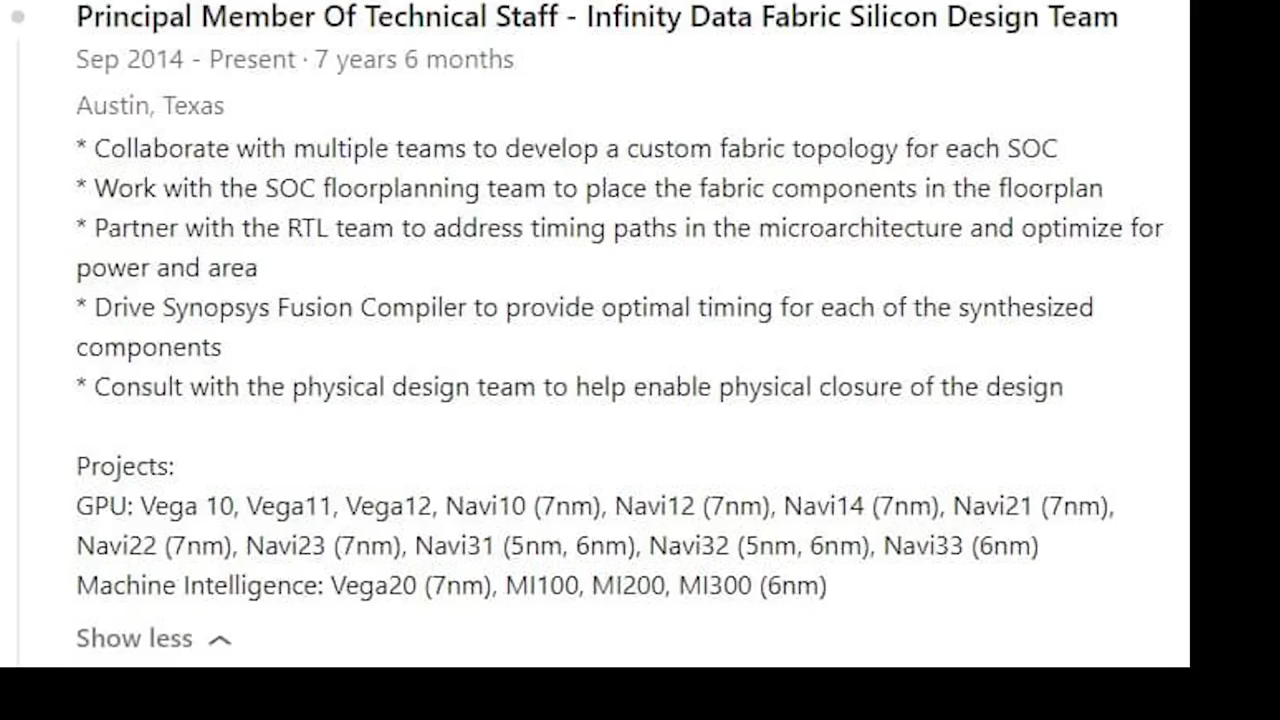 Principal Member Of Technical Staff - Infinity Data Fabric Silicon Design Team
Sep 2014 - Present · 7 years 6 months
Austin, Texas
* Collaborate with multiple teams to develop a custom fabric topology for each SOC
* Work with the SOC floorplanning team to place the fabric components in the floorplan
* Partner with the RTL team to address timing paths in the microarchitecture and optimize for
power and area
* Drive Synopsys Fusion Compiler to provide optimal timing for each of the synthesized
components
* Consult with the physical design team to help enable physical closure of the design
Projects:
GPU: Vega 10, Vega11, Vega12, Navi10 (7nm), Navi12 (7nm), Navi14 (7nm), Navi21 (7nm),
Navi22 (7nm), Navi23 (7nm), Navi31 (5nm, 6nm), Navi32 (5nm, 6nm), Navi33 (6nm)
Machine Intelligence: Vega20 (7nm), MI100, MI200, MI300 (6nm)
Show less